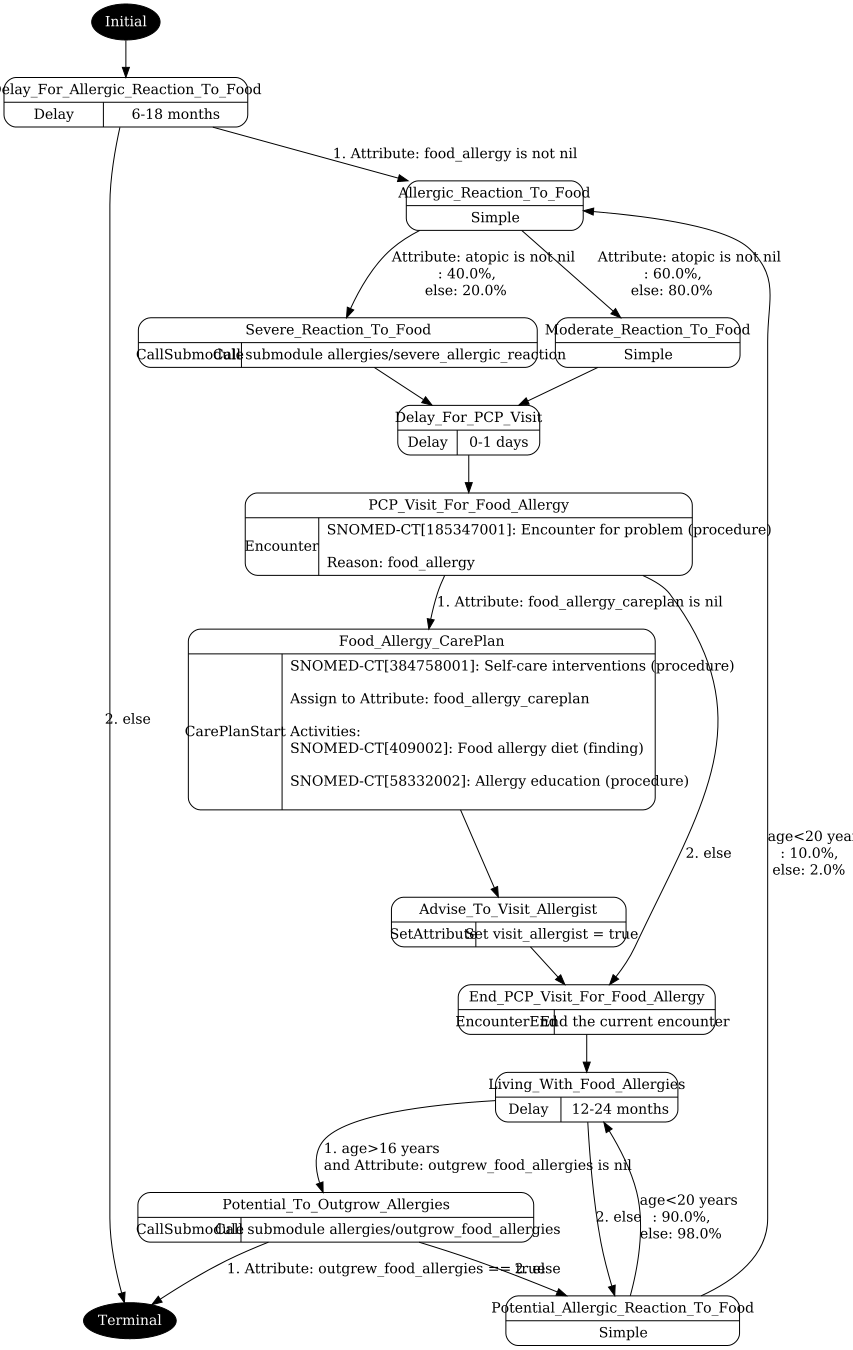 Initial
Delay_For_Allergic_Reaction_To_Food
Delay
6-18 months
1. Attribute: food_allergy is not nil
Allergic_Reaction_To_Food
Simple
Attribute: atopic is not nil
: 40.0%,
else: 20.0%
Attribute: atopic is not nil
: 60.0%,
else: 80.0%
Severe_Reaction_To_Food
CallSubmodule
Call submodule allergies/severe_allergic_reaction
Moderate_Reaction_To_Food
Simple
Delay_For_PCP_Visit
Delay
0-1 days
PCP_Visit_For_Food_Allergy
Encounter
SNOMED-CT[185347001]: Encounter for problem (procedure)
Reason: food_allergy
1. Attribute: food_allergy_careplan is nil
Food_Allergy_CarePlan
CarePlanStart
SNOMED-CT[384758001]: Self-care interventions (procedure)
Assign to Attribute: food_allergy_careplan
Activities:
SNOMED-CT[409002]: Food allergy diet (finding)
SNOMED-CT[58332002]: Allergy education (procedure)
2. else
2. else
age<20 yea
: 10.0%,
else: 2.0%
Advise_To_Visit_Allergist
SetAttribute
Set visit_allergist = true
End_PCP_Visit_For_Food_Allergy
EncounterEnd
End the current encounter
Living_With_Food_Allergies
Delay
12-24 months
1. age>16 years
and Attribute: outgrew_food_allergies is nil
Potential_To_Outgrow_Allergies
CallSubmodule
Call submodule allergies/outgrow_food_allergies
2. else
age<20 years
: 90.0%,
else: 98.0%
1. Attribute: outgrew_food_allergies == true
2. else
Terminal
Potential_Allergic_Reaction_To_Food
Simple